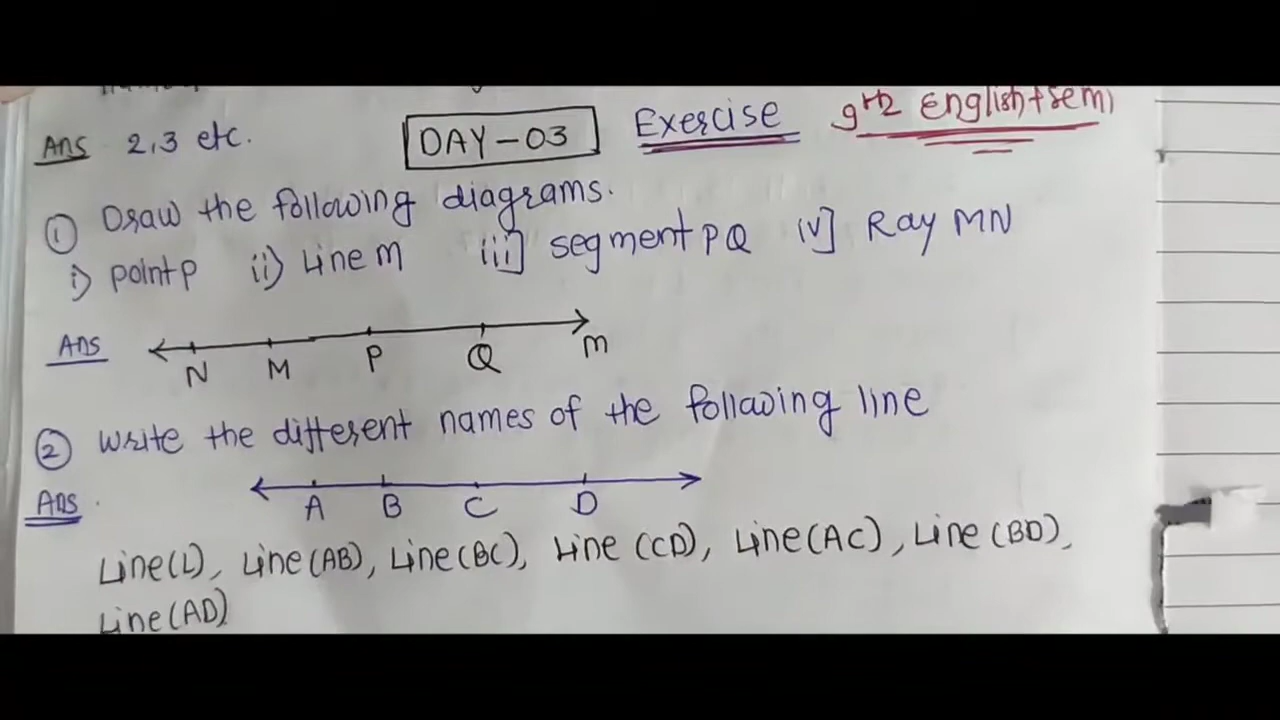 Ans 2,3 etc.
DAY-03 Exercise 9th English+semi
① Draw the following diagrams.
i) point P ii) Line m iii] segment PQ iv] Ray MN
Ans N M P Q m
② Write the different names of the following line
Ans A B C D
Line(L), Line(AB), Line(BC), Line (CD), Line(AC), Line (BD),
Line(AD)